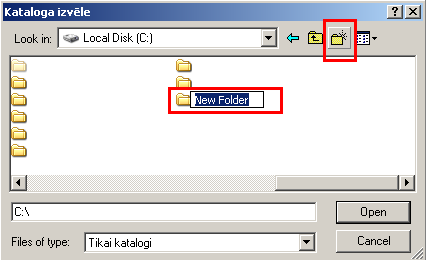 Kataloga izvēle
Look in: Local Disk (C:)
New Folder
C:\
Open
Files of type: Tikai katalogi
Cancel